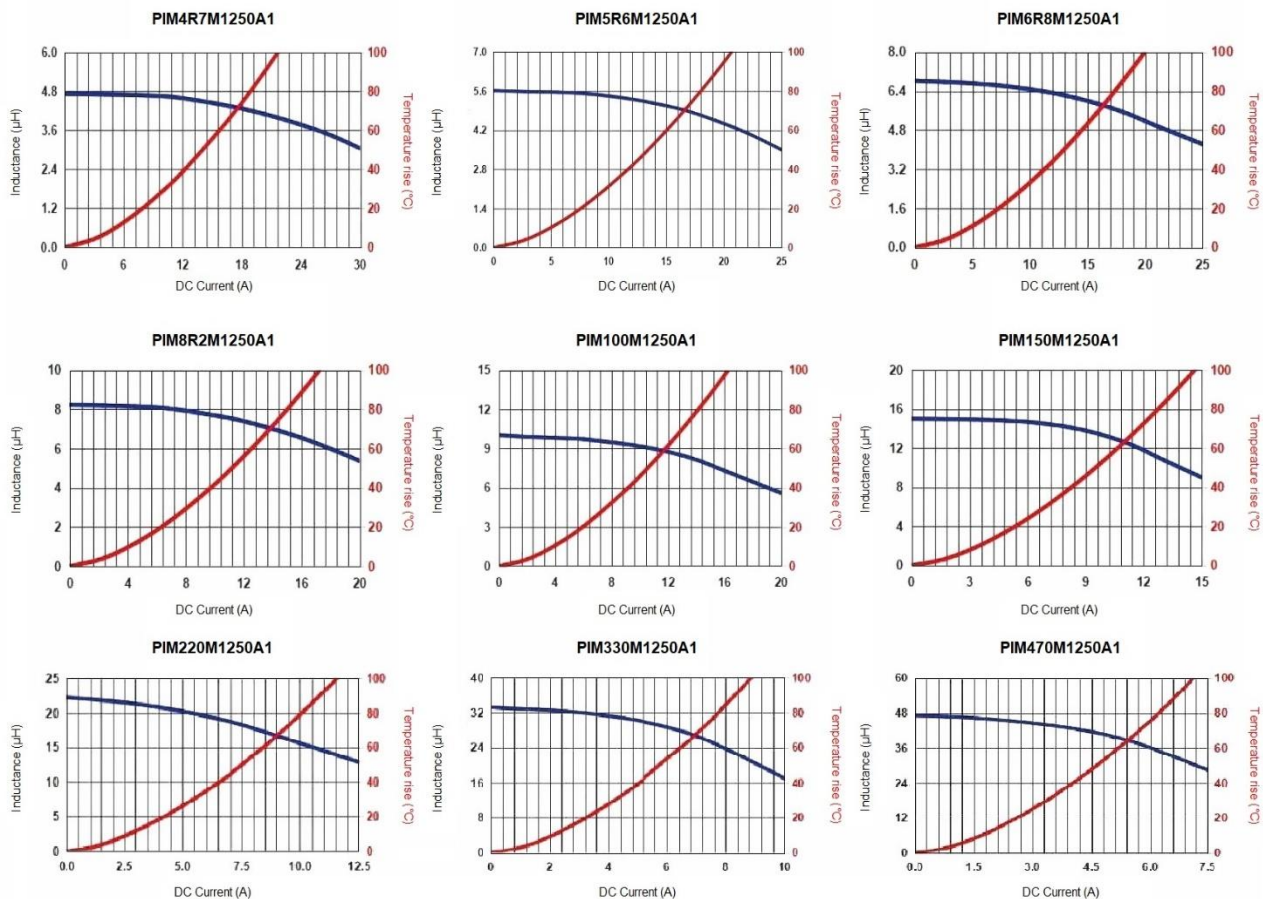 PIM4R7M1250A1
Inductance (µH)
6.0
4.8
3.6
2.4
1.2
0.0
0 6 12 18 24 30
DC Current (A)
100
80
60
40
20
0
Temperature rise (°C)
PIM5R6M1250A1
Inductance (µH)
7.0
5.6
4.2
2.8
1.4
0.0
0 5 10 15 20 25
DC Current (A)
100
80
60
40
20
0
Temperature rise (°C)
PIM6R8M1250A1
Inductance (µH)
8.0
6.4
4.8
3.2
1.6
0.0
0 5 10 15 20 25
DC Current (A)
100
80
60
40
20
0
Temperature rise (°C)
PIM8R2M1250A1
Inductance (µH)
10
8
6
4
2
0
0 4 8 12 16 20
DC Current (A)
100
80
60
40
20
0
Temperature rise (°C)
PIM100M1250A1
Inductance (µH)
15
12
9
6
3
0
0 4 8 12 16 20
DC Current (A)
100
80
60
40
20
0
Temperature rise (°C)
PIM150M1250A1
Inductance (µH)
20
16
12
8
4
0
0 3 6 9 12 15
DC Current (A)
100
80
60
40
20
0
Temperature rise (°C)
PIM220M1250A1
Inductance (µH)
25
20
15
10
5
0
0.0 2.5 5.0 7.5 10.0 12.5
DC Current (A)
100
80
60
40
20
0
Temperature rise (°C)
PIM330M1250A1
Inductance (µH)
40
32
24
16
8
0
0 2 4 6 8 10
DC Current (A)
100
80
60
40
20
0
Temperature rise (°C)
PIM470M1250A1
Inductance (µH)
60
48
36
24
12
0
0.0 1.5 3.0 4.5 6.0 7.5
DC Current (A)
100
80
60
40
20
0
Temperature rise (°C)